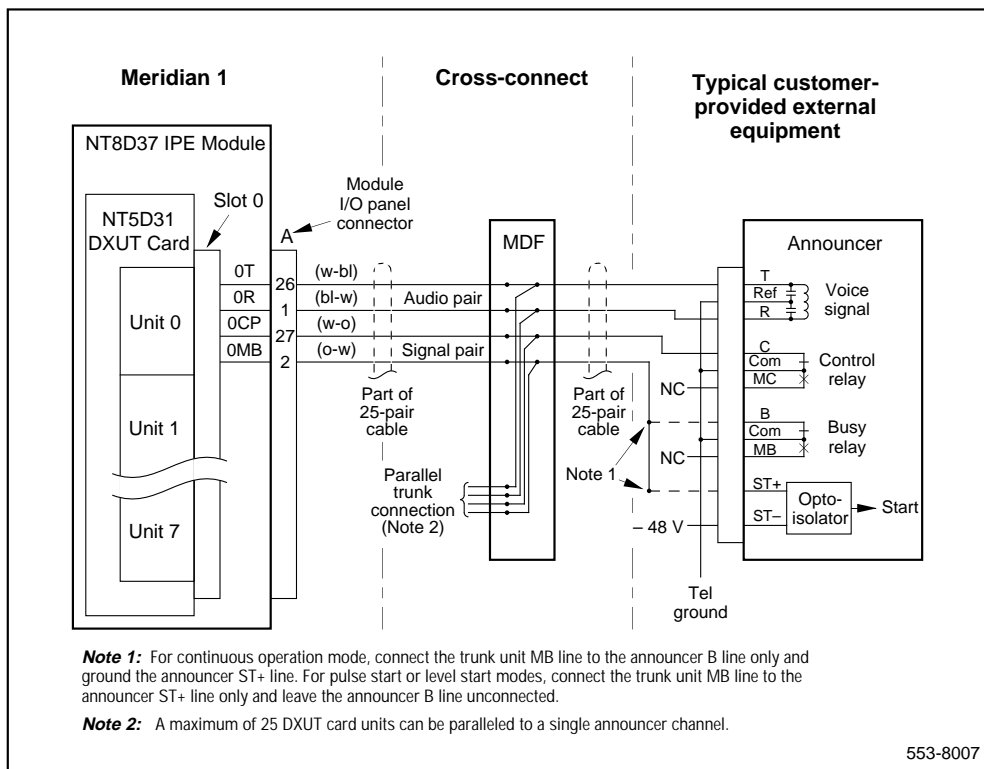 Meridian 1
Cross-connect
Typical customer-
provided external
equipment
NT8D37 IPE Module
Slot 0
NT5D31
DXUT Card
Module
I/O panel
connector
A
MDF
Announcer
Unit 0
Unit 1
Unit 7
0T
26
(w-bl)
0R
1
(bl-w)
Audio pair
0CP
27
(w-o)
0MB
2
(o-w)
Signal pair
Part of
25-pair
cable
Part of
25-pair
cable
Parallel
trunk
connection
(Note 2)
Note 1
T
Ref
R
Voice
signal
C
Com
MC
Control
relay
NC
B
Com
MB
Busy
relay
NC
ST+
ST–
Opto-
isolator
Start
– 48 V
Tel
ground
Note 1: For continuous operation mode, connect the trunk unit MB line to the announcer B line only and
ground the announcer ST+ line. For pulse start or level start modes, connect the trunk unit MB line to the
announcer ST+ line only and leave the announcer B line unconnected.
Note 2: A maximum of 25 DXUT card units can be paralleled to a single announcer channel.
553-8007